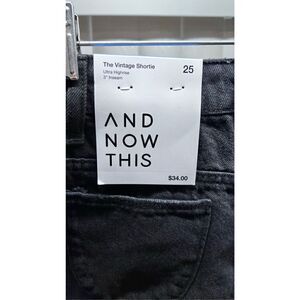 The Vintage Shortie
25
Ultra Highrise
3" Inseam
AND
NOW
THIS
$34.00